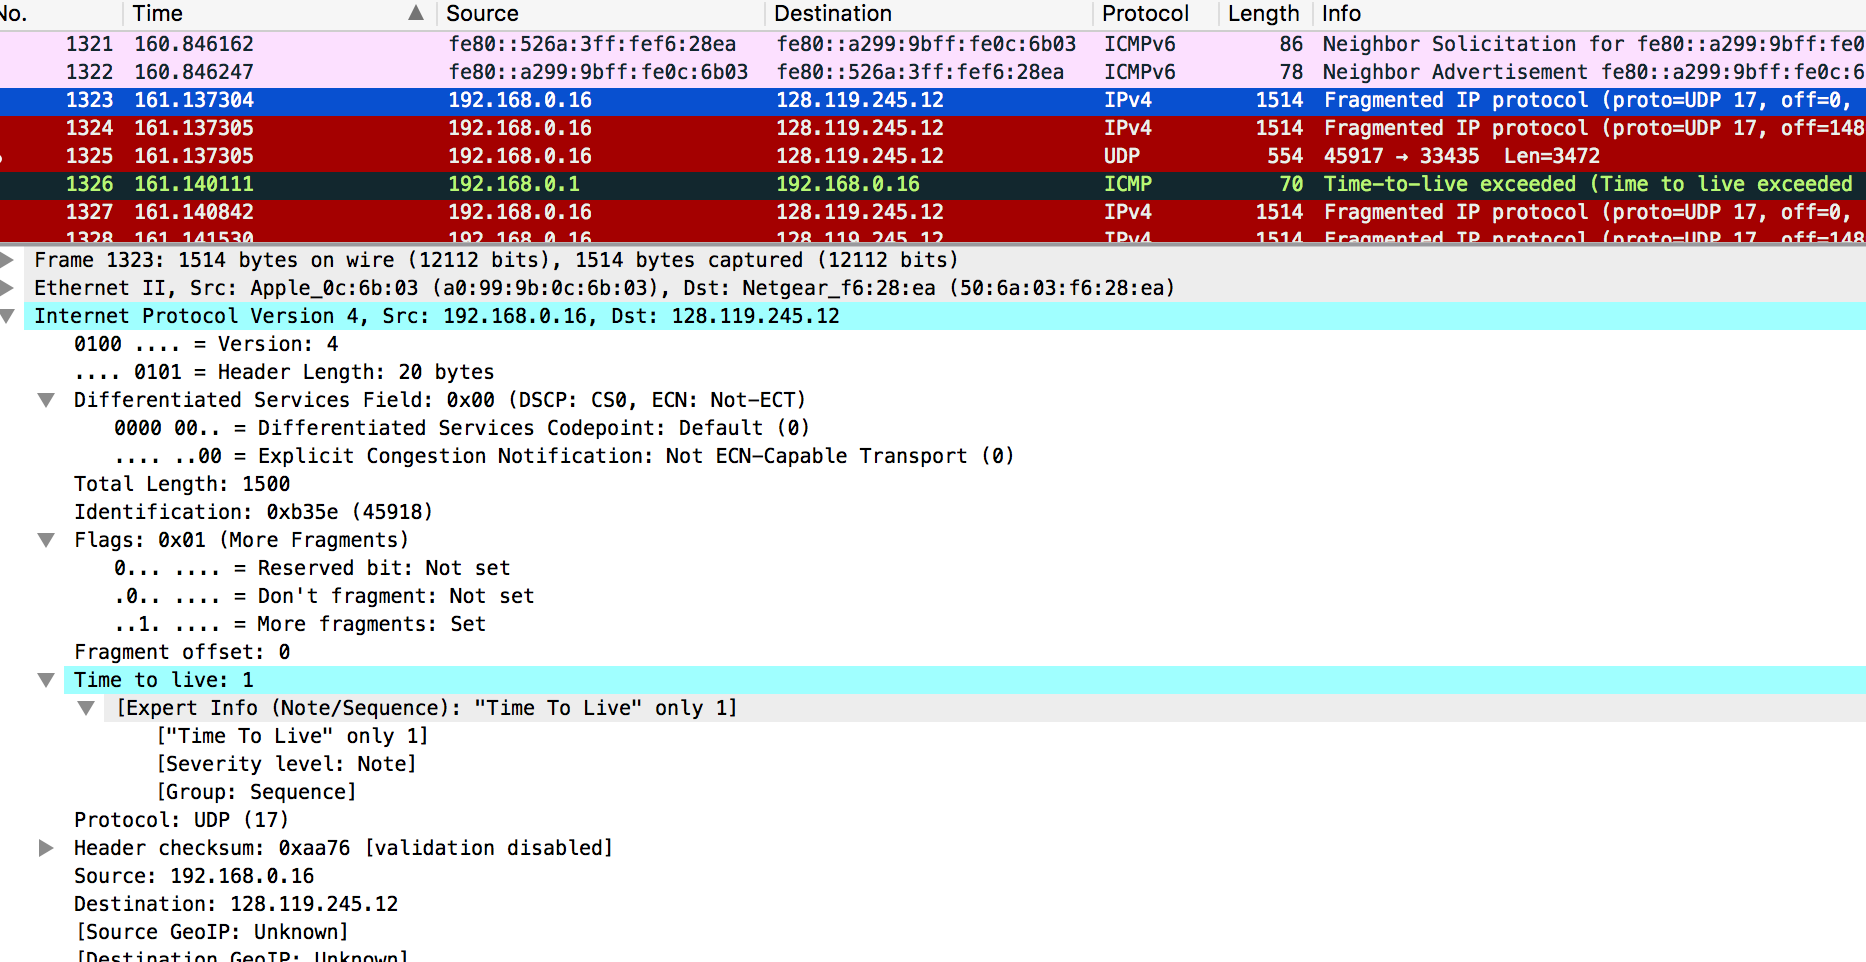 No. Time Source Destination Protocol Length Info
1321 160.846162 fe80::526a:3ff:fef6:28ea fe80::a299:9bff:fe0c:6b03 ICMPv6 86 Neighbor Solicitation for fe80::a299:9bff:fe0
1322 160.846247 fe80::a299:9bff:fe0c:6b03 fe80::526a:3ff:fef6:28ea ICMPv6 78 Neighbor Advertisement fe80::a299:9bff:fe0c:6
1323 161.137304 192.168.0.16 128.119.245.12 IPv4 1514 Fragmented IP protocol (proto=UDP 17, off=0,
1324 161.137305 192.168.0.16 128.119.245.12 IPv4 1514 Fragmented IP protocol (proto=UDP 17, off=148
1325 161.137305 192.168.0.16 128.119.245.12 UDP 554 45917 → 33435 Len=3472
1326 161.140111 192.168.0.1 192.168.0.16 ICMP 70 Time-to-live exceeded (Time to live exceeded
1327 161.140842 192.168.0.16 128.119.245.12 IPv4 1514 Fragmented IP protocol (proto=UDP 17, off=0,
1328 161.141530 192.168.0.16 128.119.245.12 IPv4 1514 Fragmented IP protocol (proto=UDP 17, off=148
Frame 1323: 1514 bytes on wire (12112 bits), 1514 bytes captured (12112 bits)
Ethernet II, Src: Apple_0c:6b:03 (a0:99:9b:0c:6b:03), Dst: Netgear_f6:28:ea (50:6a:03:f6:28:ea)
Internet Protocol Version 4, Src: 192.168.0.16, Dst: 128.119.245.12
0100 .... = Version: 4
.... 0101 = Header Length: 20 bytes
Differentiated Services Field: 0x00 (DSCP: CS0, ECN: Not-ECT)
0000 00.. = Differentiated Services Codepoint: Default (0)
.... ..00 = Explicit Congestion Notification: Not ECN-Capable Transport (0)
Total Length: 1500
Identification: 0xb35e (45918)
Flags: 0x01 (More Fragments)
0... .... = Reserved bit: Not set
.0.. .... = Don't fragment: Not set
..1. .... = More fragments: Set
Fragment offset: 0
Time to live: 1
[Expert Info (Note/Sequence): "Time To Live" only 1]
["Time To Live" only 1]
[Severity level: Note]
[Group: Sequence]
Protocol: UDP (17)
Header checksum: 0xaa76 [validation disabled]
Source: 192.168.0.16
Destination: 128.119.245.12
[Source GeoIP: Unknown]
[Destination GeoIP: Unknown]